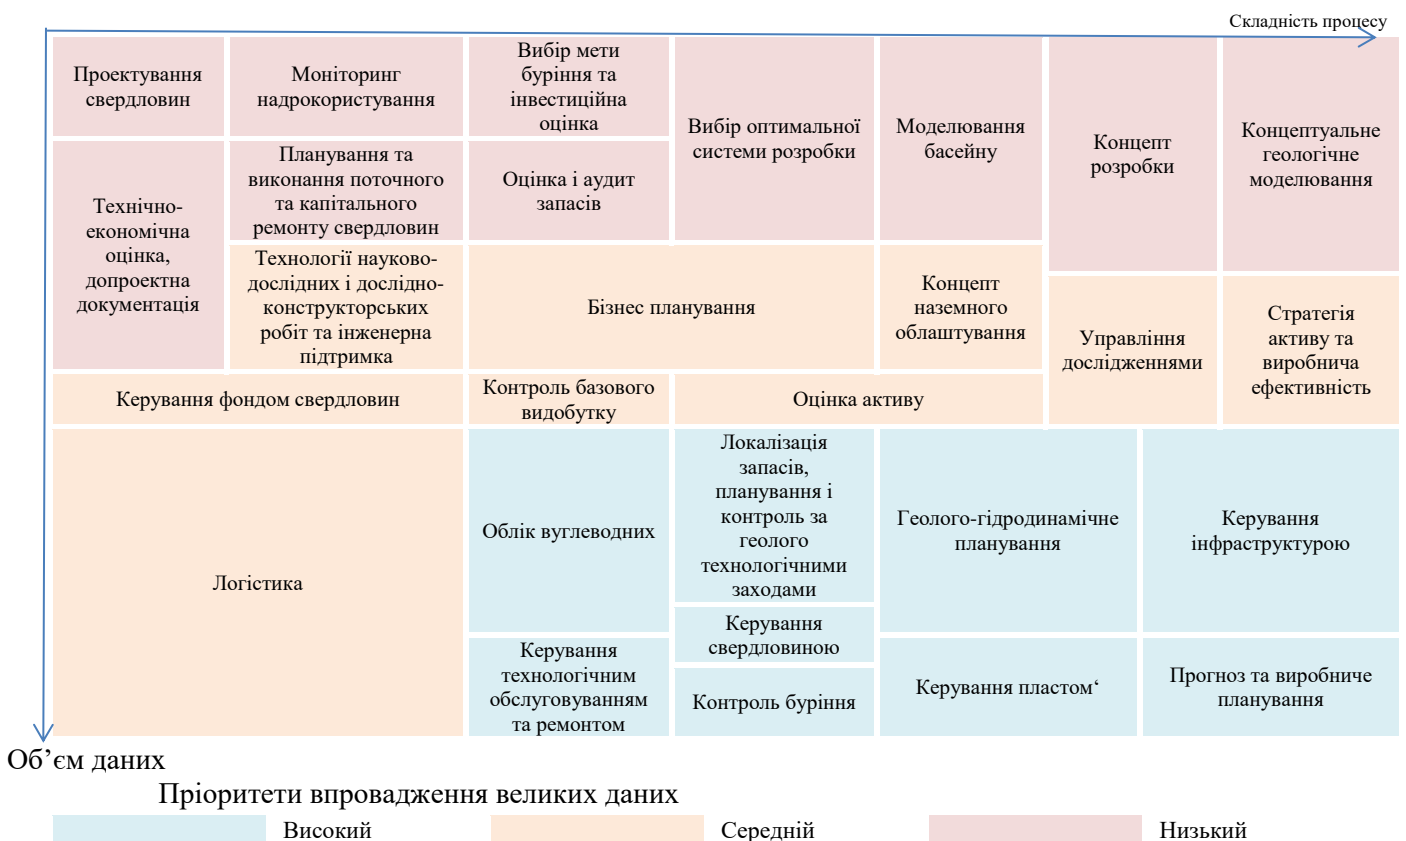 Складність процесу
Проектування
свердловин
Моніторинг
надрокористування
Вибір мети
буріння та
інвестиційна
оцінка
Вибір оптимальної
системи розробки
Моделювання
басейну
Концепт
розробки
Концептуальне
геологічне
моделювання
Технічно-
економічна
оцінка,
допроектна
документація
Планування та
виконання поточного
та капітального
ремонту свердловин
Оцінка і аудит
запасів
Технології науково-
дослідних і дослідно-
конструкторських
робіт та інженерна
підтримка
Бізнес планування
Концепт
наземного
облаштування
Управління
дослідженнями
Стратегія
активу та
виробнича
ефективність
Керування фондом свердловин
Контроль базового
видобутку
Оцінка активу
Логістика
Облік вуглеводних
Локалізація
запасів,
планування і
контроль за
геолого
технологічними
заходами
Геолого-гідродинамічне
планування
Керування
інфраструктурою
Керування
свердловиною
Керування
технологічним
обслуговуванням
та ремонтом
Контроль буріння
Керування пластом‘
Прогноз та виробниче
планування
Об’єм даних
Пріоритети впровадження великих даних
Високий
Середній
Низький